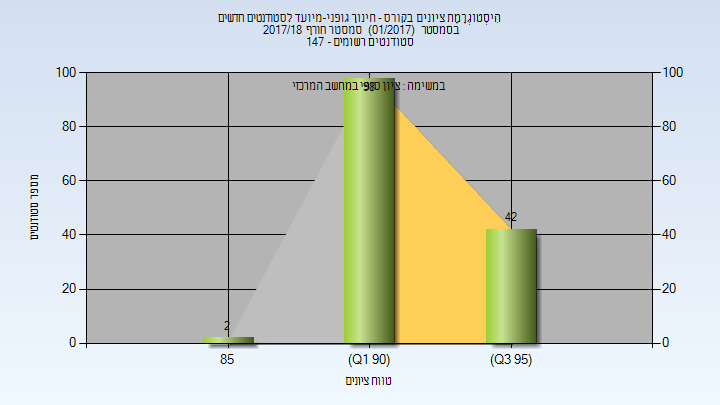 היסטוגרמת ציונים בקורס - חינוך גופני-מיועד לסטודנטים חדשים
בסמסטר (01/2017) סמסטר חורף 2017/18
סטודנטים רשומים - 147
במשימה : ציון סופי במחשב המרכזי
100 100
98
80 80
60 60
42
40 40
20 20
2
0 0
85 (Q1 90) (Q3 95)
מספר סטודנטים
טווח ציונים